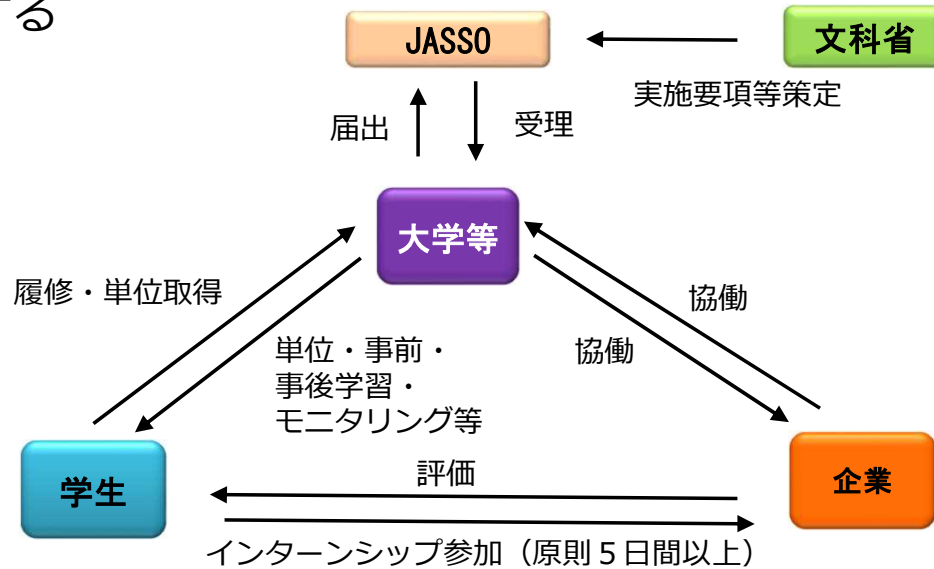 る
JASSO
文科省
実施要項等策定
届出
受理
大学等
履修・単位取得
協働
単位・事前・
事後学習・
モニタリング等
協働
学生
評価
企業
インターンシップ参加（原則５日間以上）